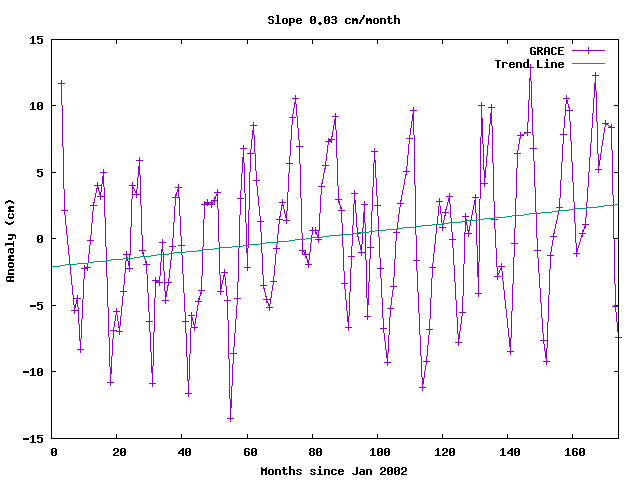 Slope 0.03 cm/month
15
GRACE
Trend Line
10
5
0
-5
-10
-15
Anomaly (cm)
0 20 40 60 80 100 120 140 160
Months since Jan 2002